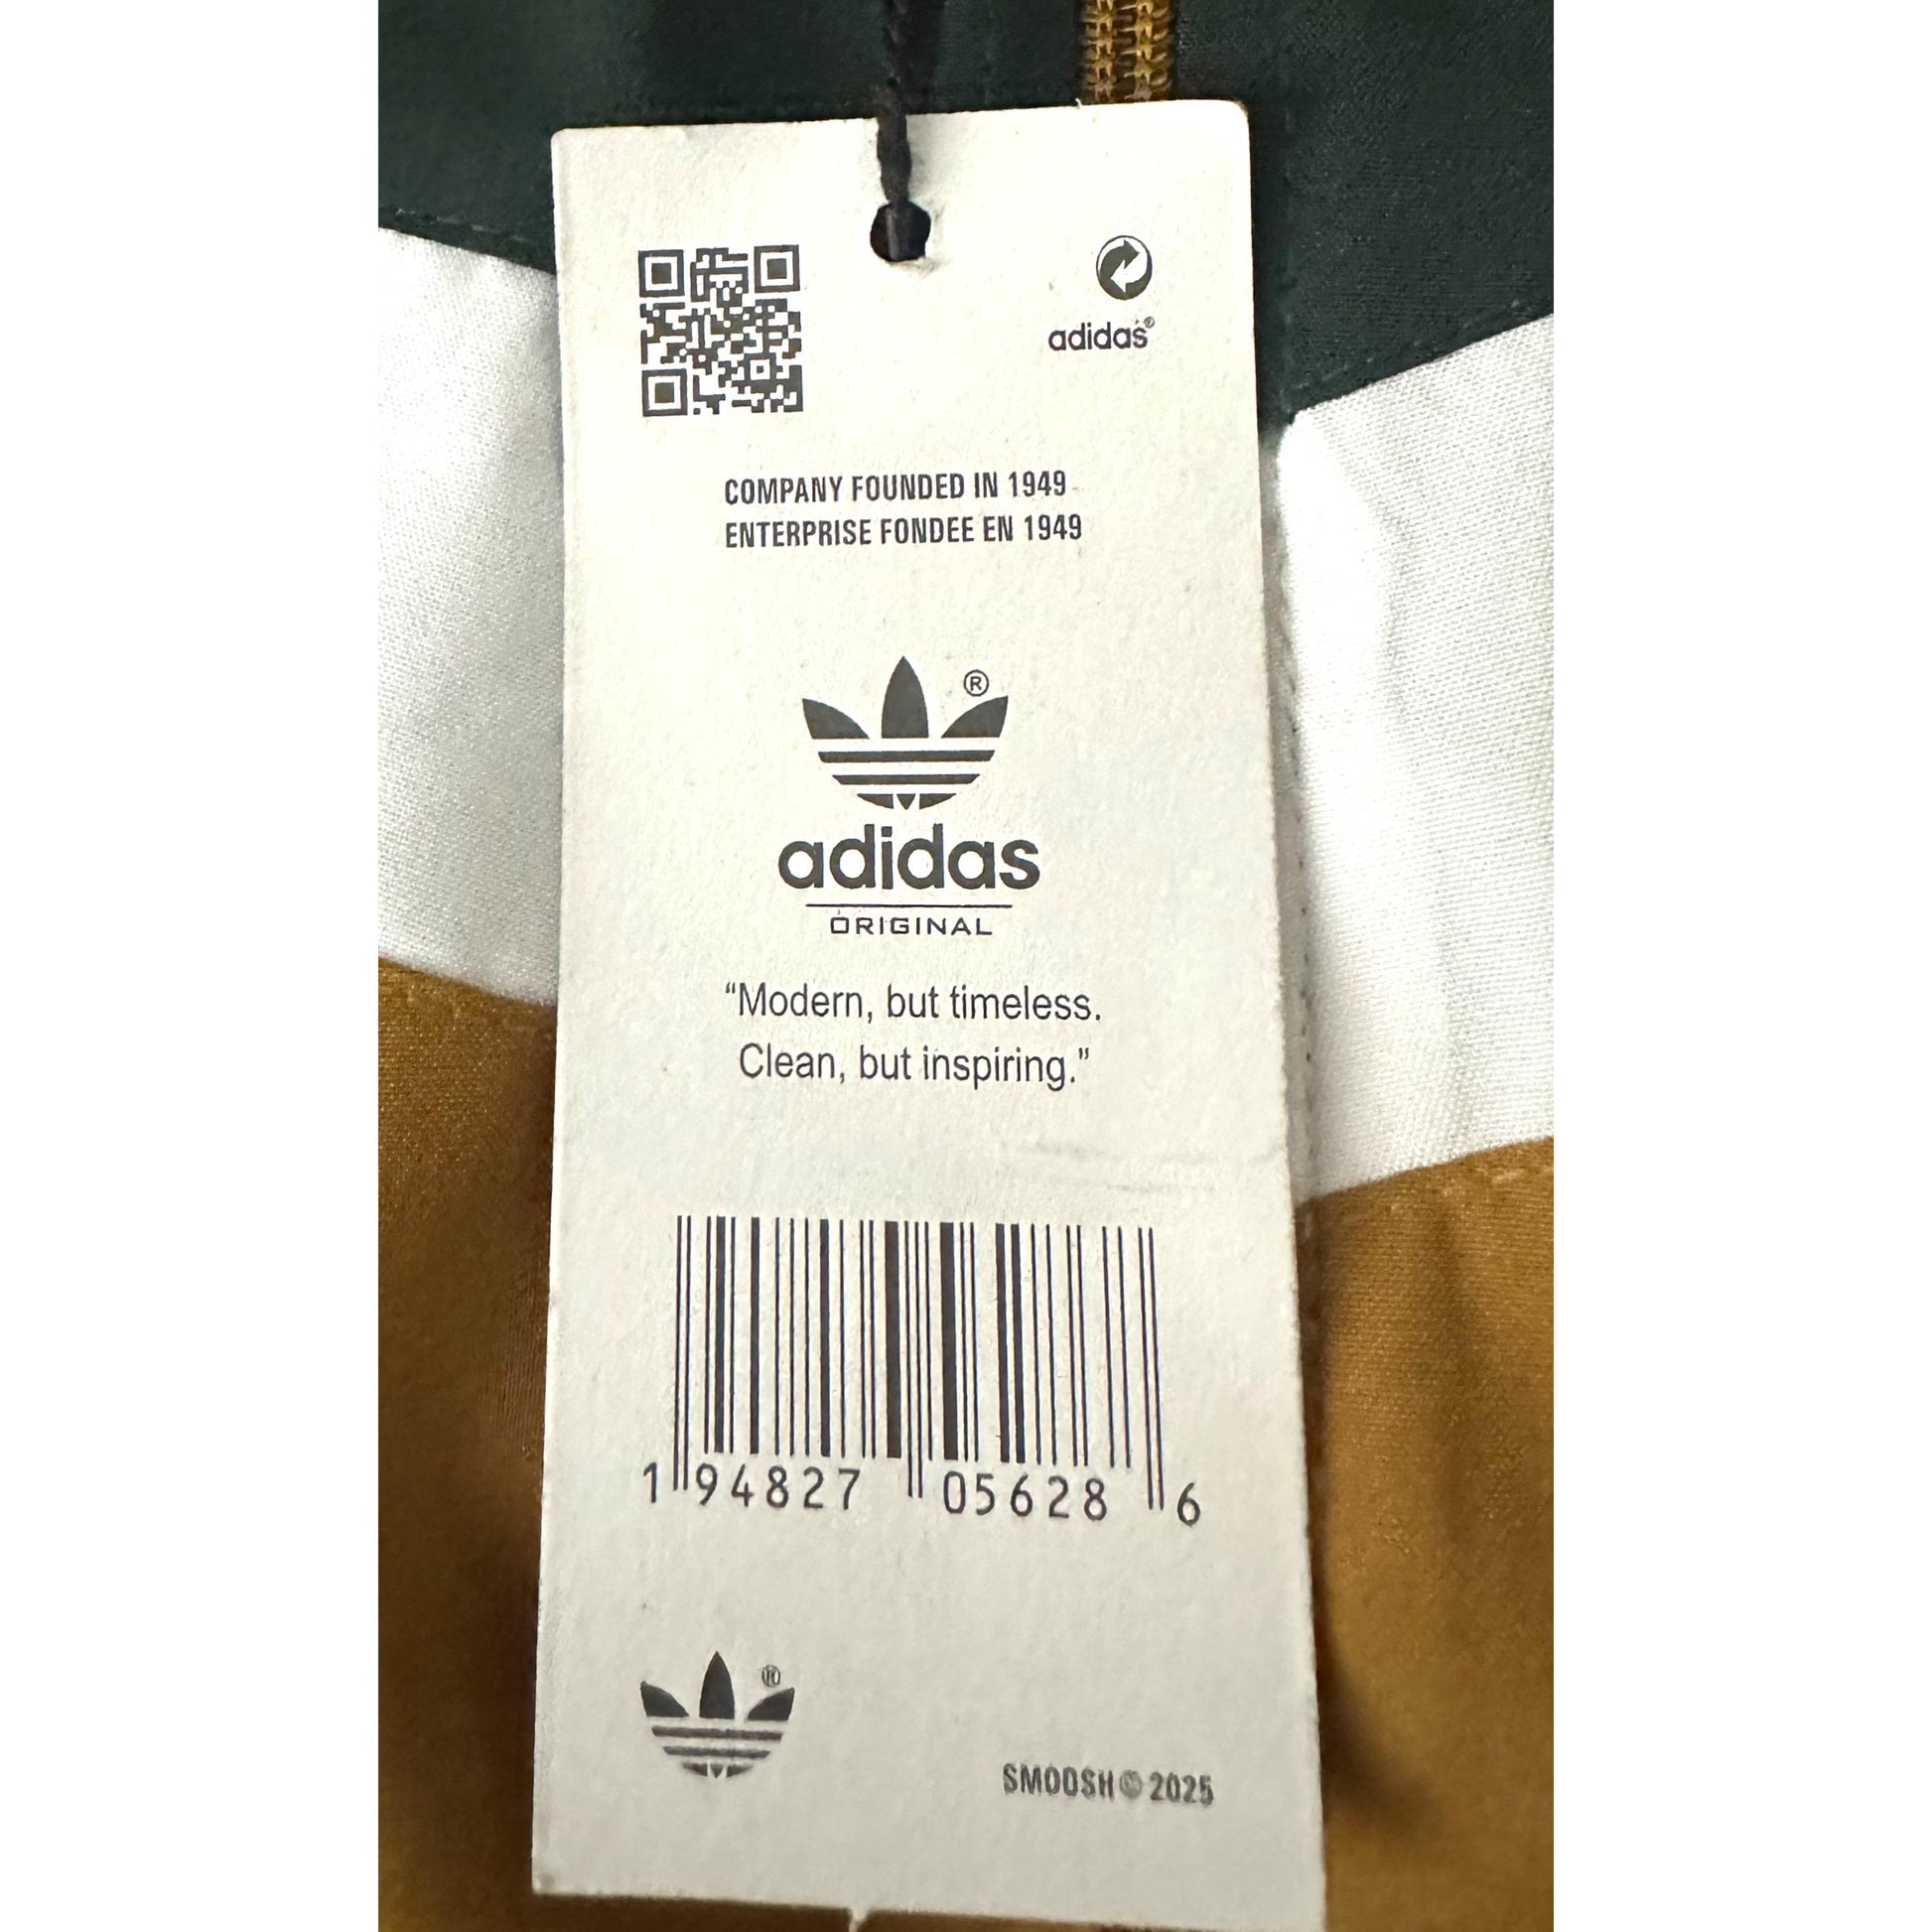 adidas®
COMPANY FOUNDED IN 1949
ENTERPRISE FONDEE EN 1949
®
adidas
ORIGINAL
“Modern, but timeless.
Clean, but inspiring.”
1 94827 05628 6
®
SMOOSH © 2025